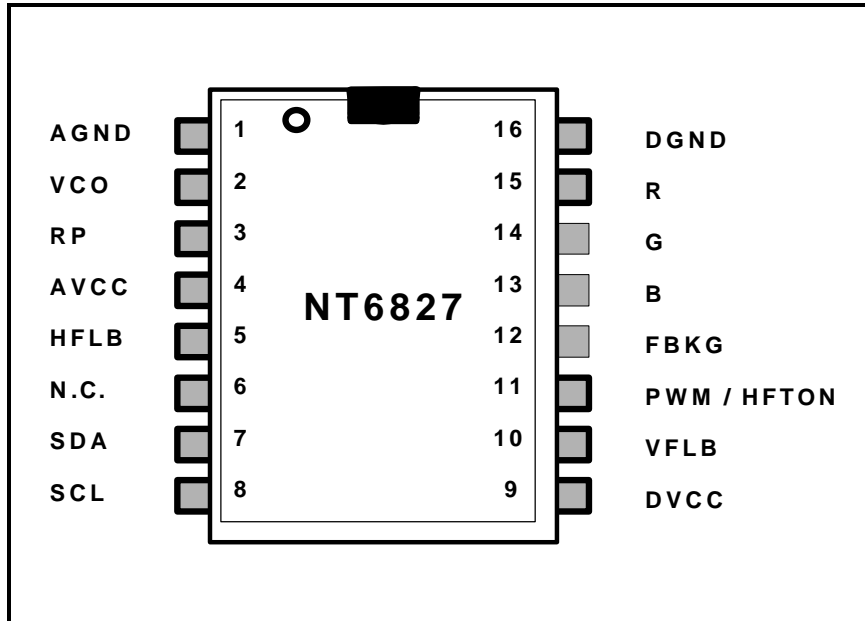 AGND 1 16 DGND
VCO 2 15 R
RP 3 14 G
AVCC 4 13 B
NT6827
HFLB 5 12 FBKG
N.C. 6 11 PWM / HFTON
SDA 7 10 VFLB
SCL 8 9 DVCC